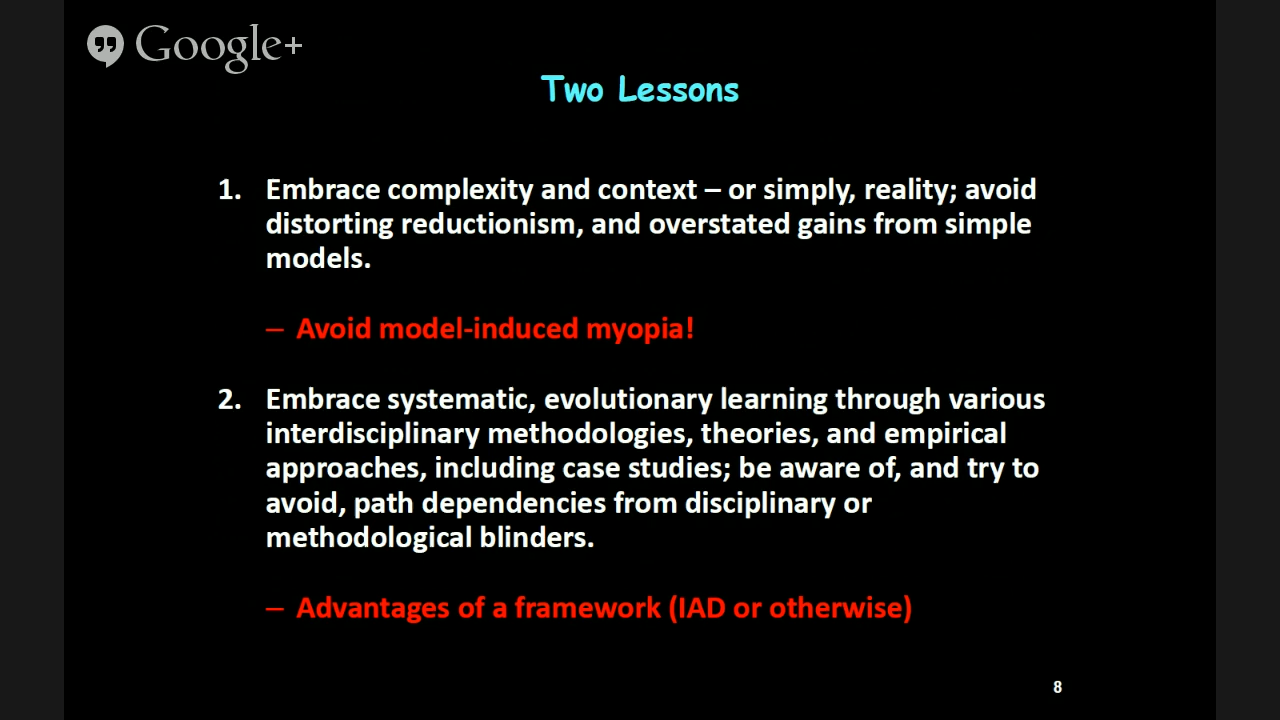 Google+
Two Lessons
1. Embrace complexity and context – or simply, reality; avoid
distorting reductionism, and overstated gains from simple
models.
– Avoid model-induced myopia!
2. Embrace systematic, evolutionary learning through various
interdisciplinary methodologies, theories, and empirical
approaches, including case studies; be aware of, and try to
avoid, path dependencies from disciplinary or
methodological blinders.
– Advantages of a framework (IAD or otherwise)
8